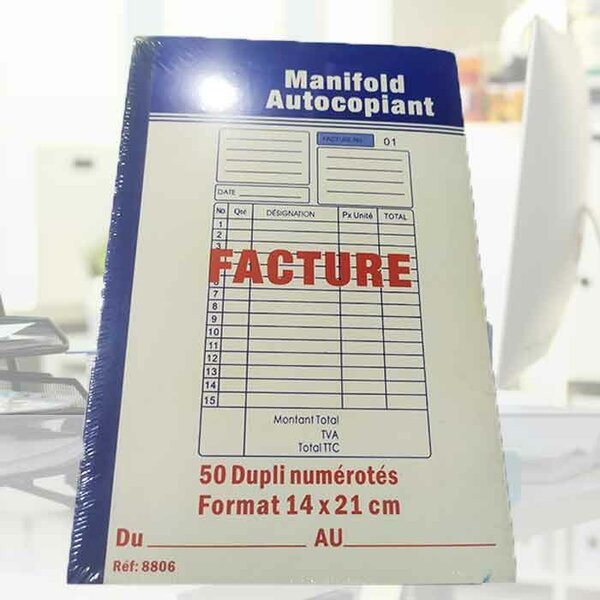 Manifold
Autocopiant
FACTURE No 01
DATE
No Qté DÉSIGNATION Px Unité TOTAL
1
2
3
FACTURE
7
8
9
10
11
12
13
14
15
Montant Total
TVA
Total TTC
50 Dupli numérotés
Format 14 x 21 cm
Du AU
Réf: 8806